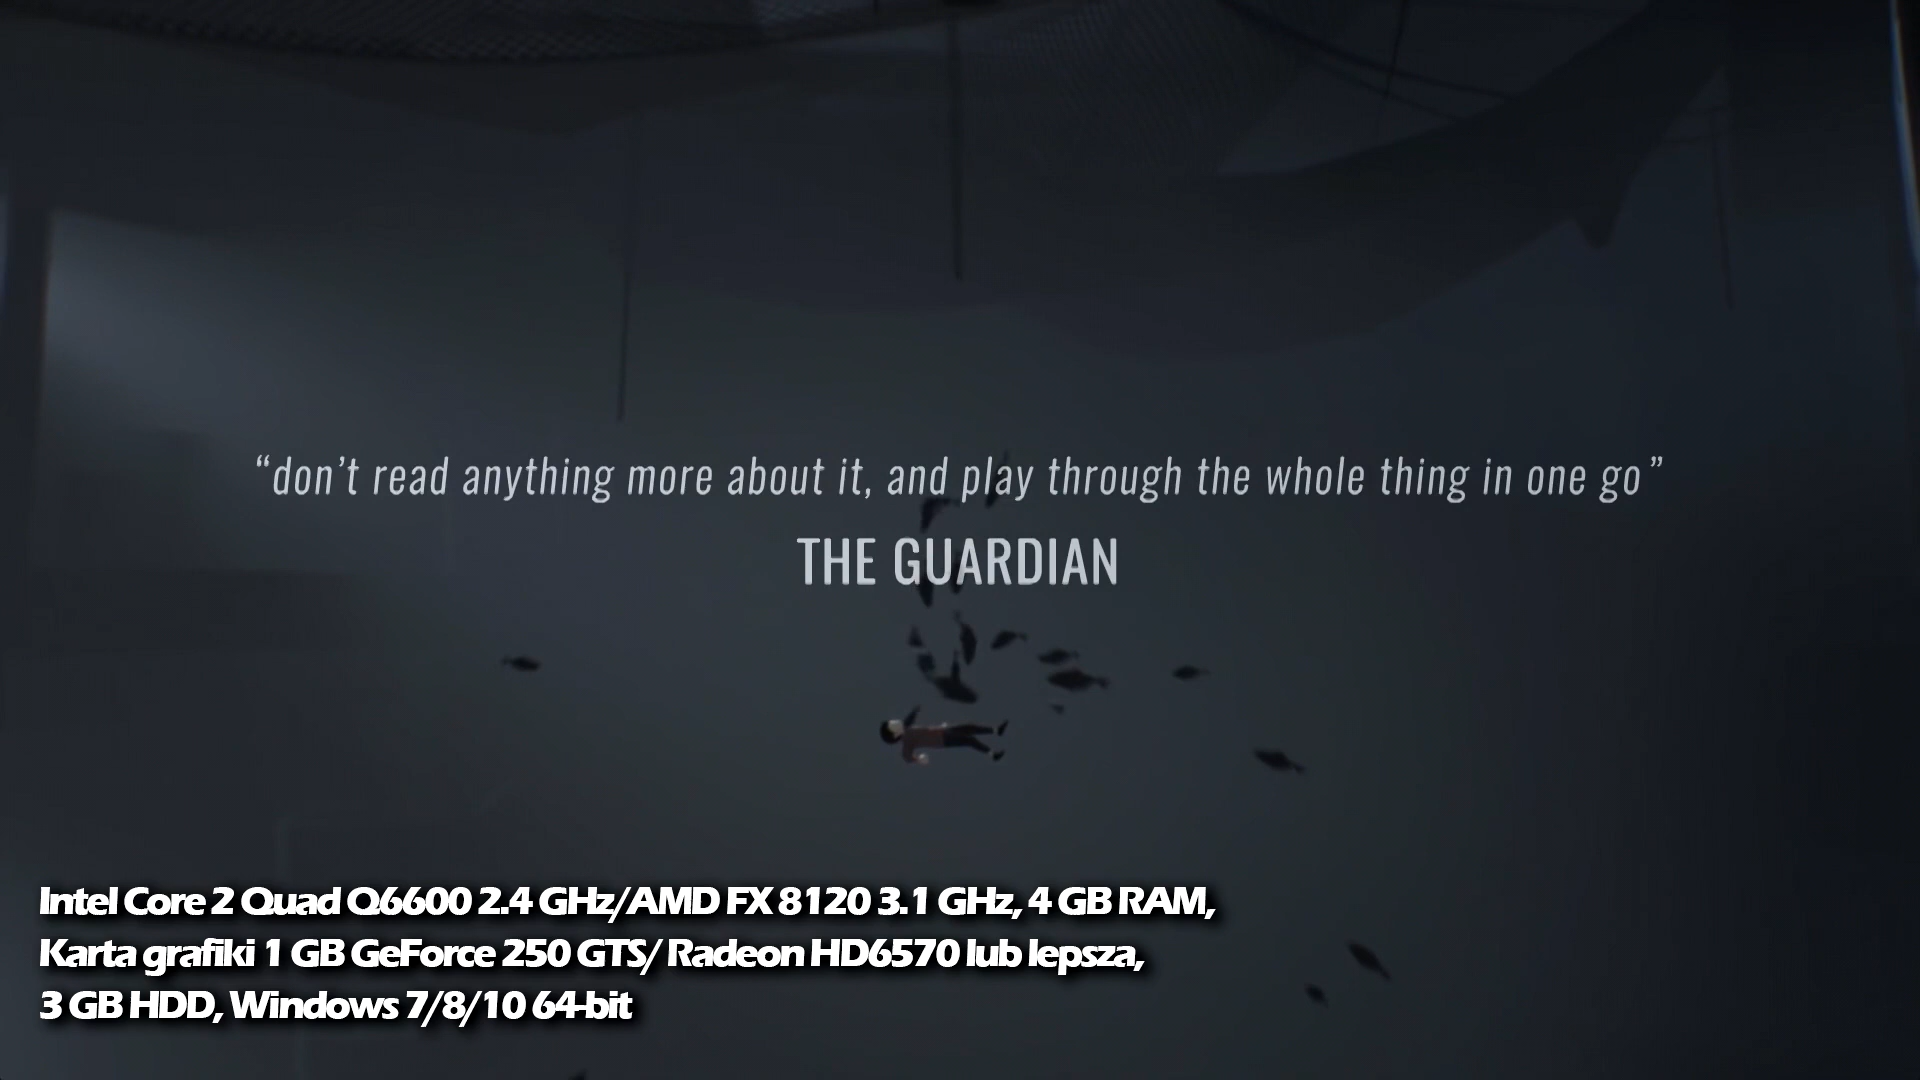 “don’t read anything more about it, and play through the whole thing in one go”
THE GUARDIAN
Intel Core 2 Quad Q6600 2.4 GHz/AMD FX 8120 3.1 GHz, 4 GB RAM,
Karta grafiki 1 GB GeForce 250 GTS/ Radeon HD6570 lub lepsza,
3 GB HDD, Windows 7/8/10 64-bit